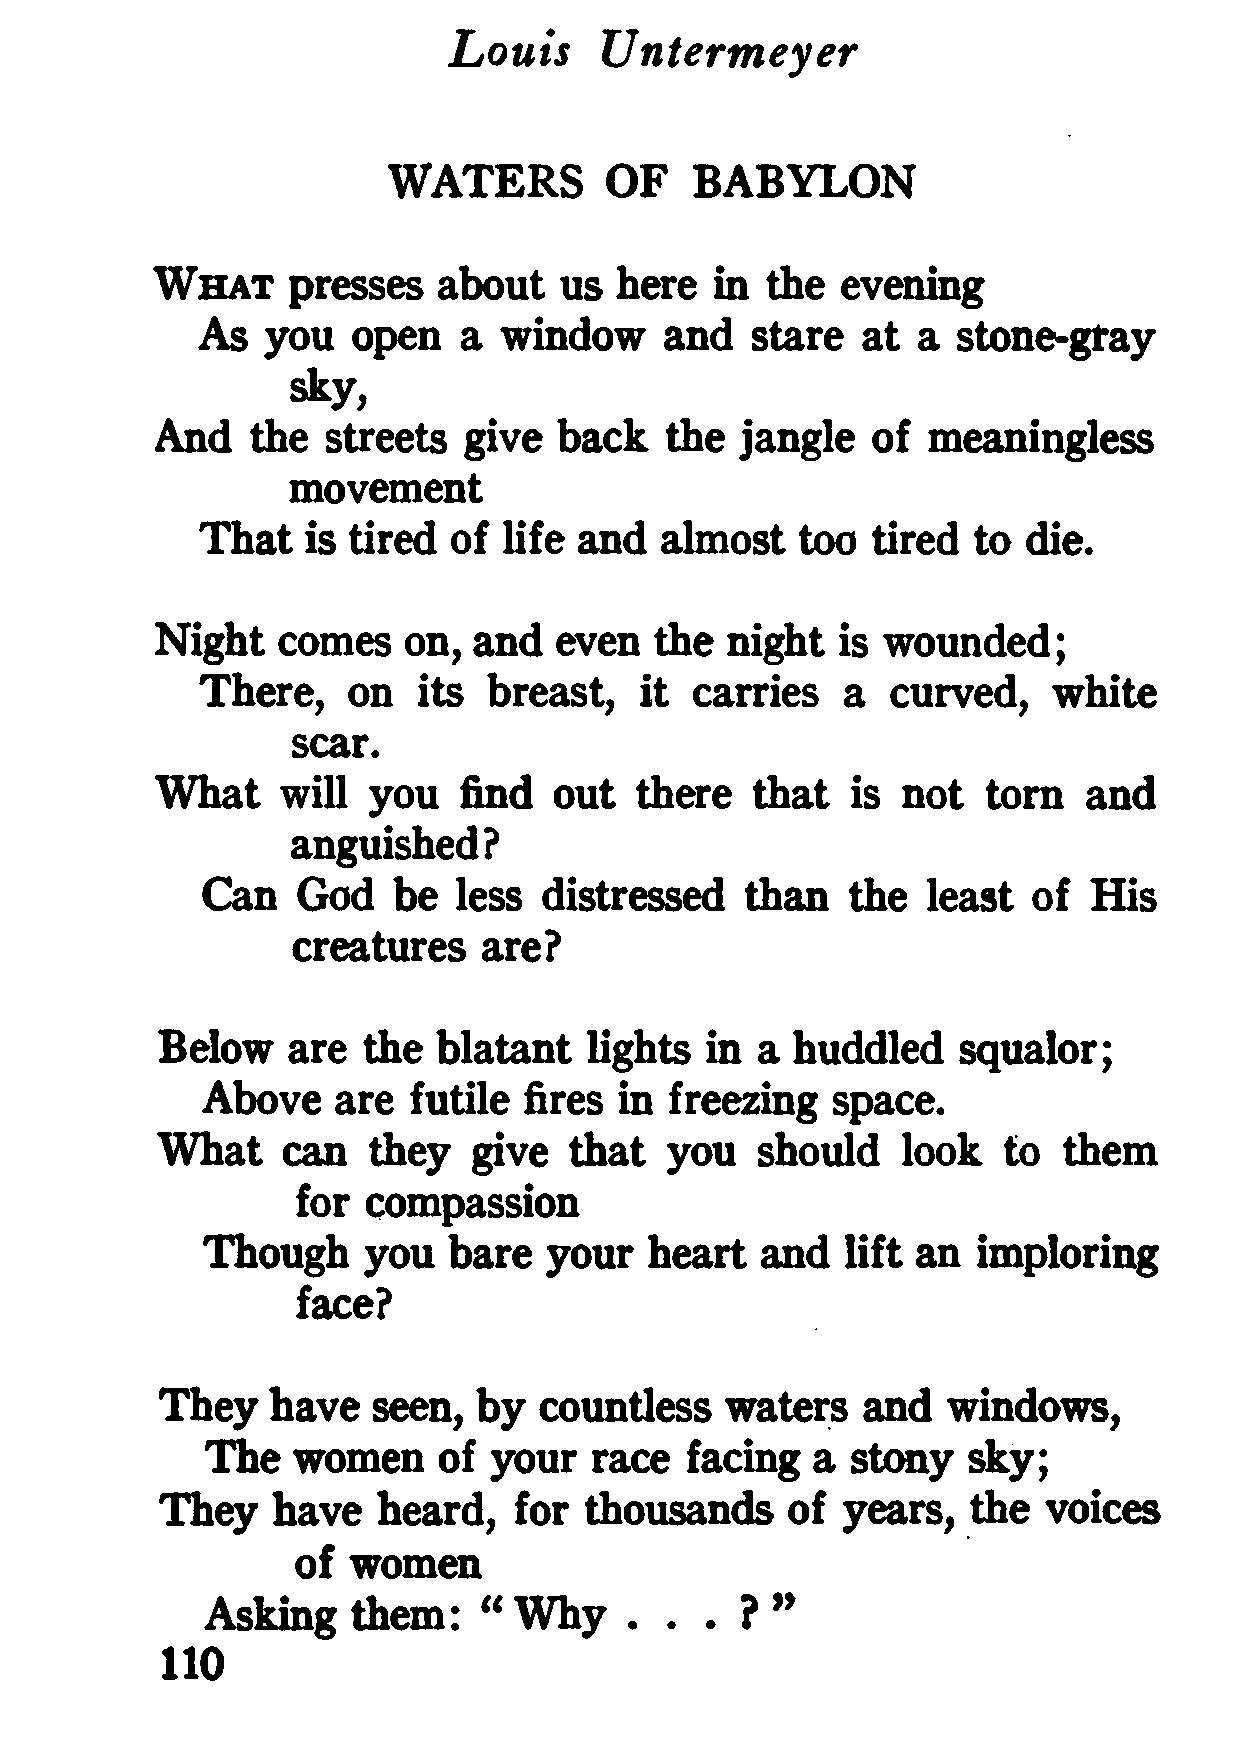 Louis Untermeyer
WATERS OF BABYLON
WHAT presses about us here in the evening
As you open a window and stare at a stone-gray
sky,
And the streets give back the jangle of meaningless
movement
That is tired of life and almost too tired to die.
Night comes on, and even the night is wounded;
There, on its breast, it carries a curved, white
scar.
What will you find out there that is not torn and
anguished?
Can God be less distressed than the least of His
creatures are?
Below are the blatant lights in a huddled squalor;
Above are futile fires in freezing space.
What can they give that you should look to them
for compassion
Though you bare your heart and lift an imploring
face?
They have seen, by countless waters and windows,
The women of your race facing a stony sky;
They have heard, for thousands of years, the voices
of women
Asking them: “Why . . . ?”
110